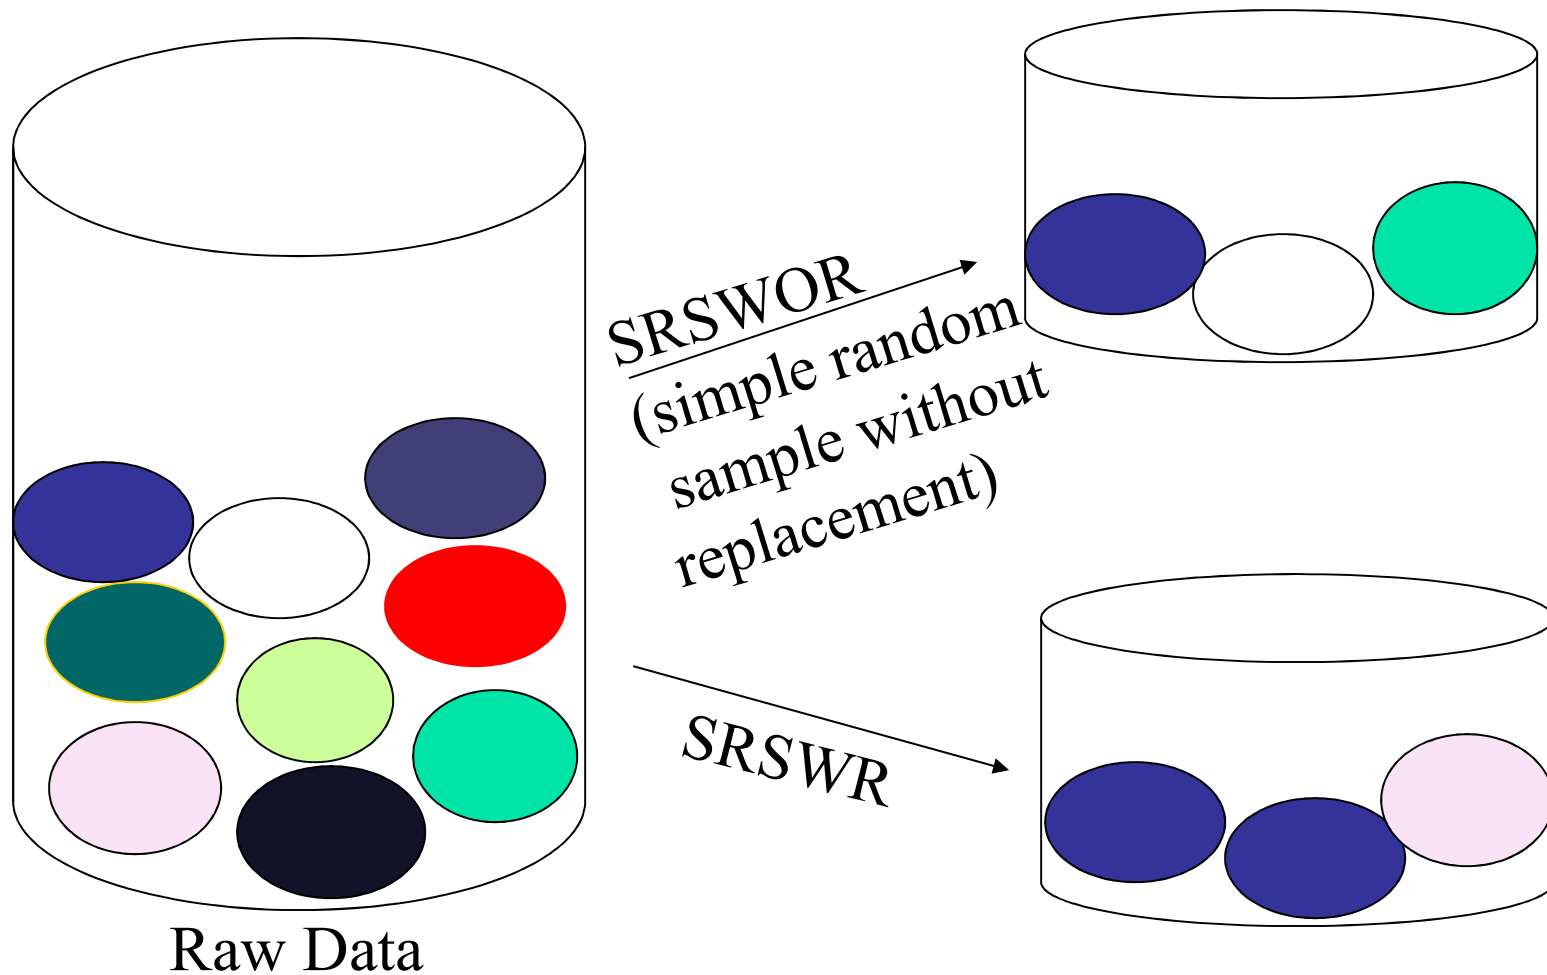 SRSWOR
(simple random
sample without
replacement)
SRSWR
Raw Data